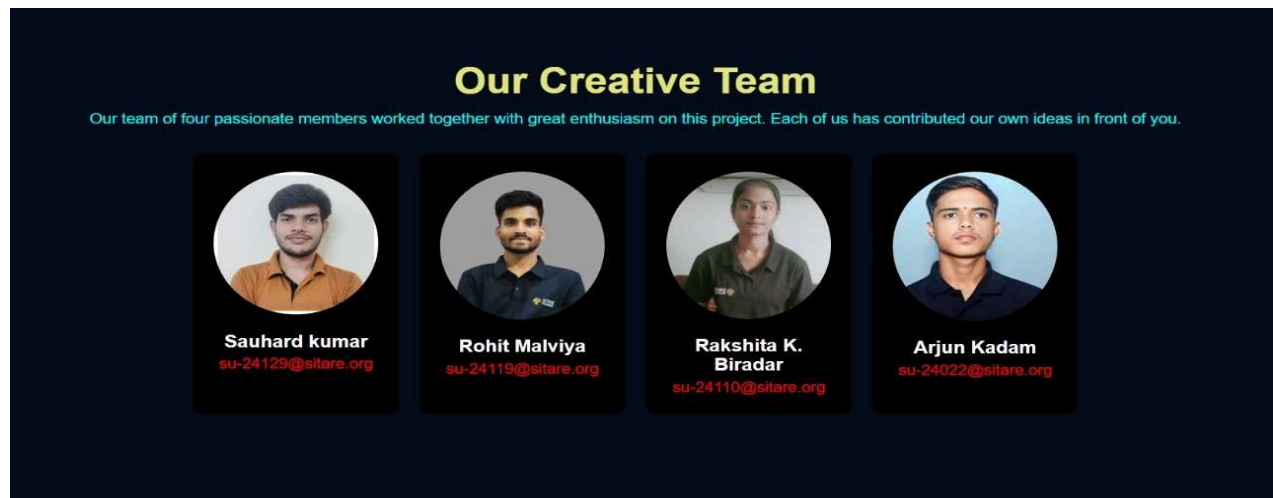 Our Creative Team
Our team of four passionate members worked together with great enthusiasm on this project. Each of us has contributed our own ideas in front of you.
Sauhard kumar
su-24129@sitare.org
Rohit Malviya
su-24119@sitare.org
Rakshita K.
Biradar
su-24110@sitare.org
Arjun Kadam
su-24022@sitare.org